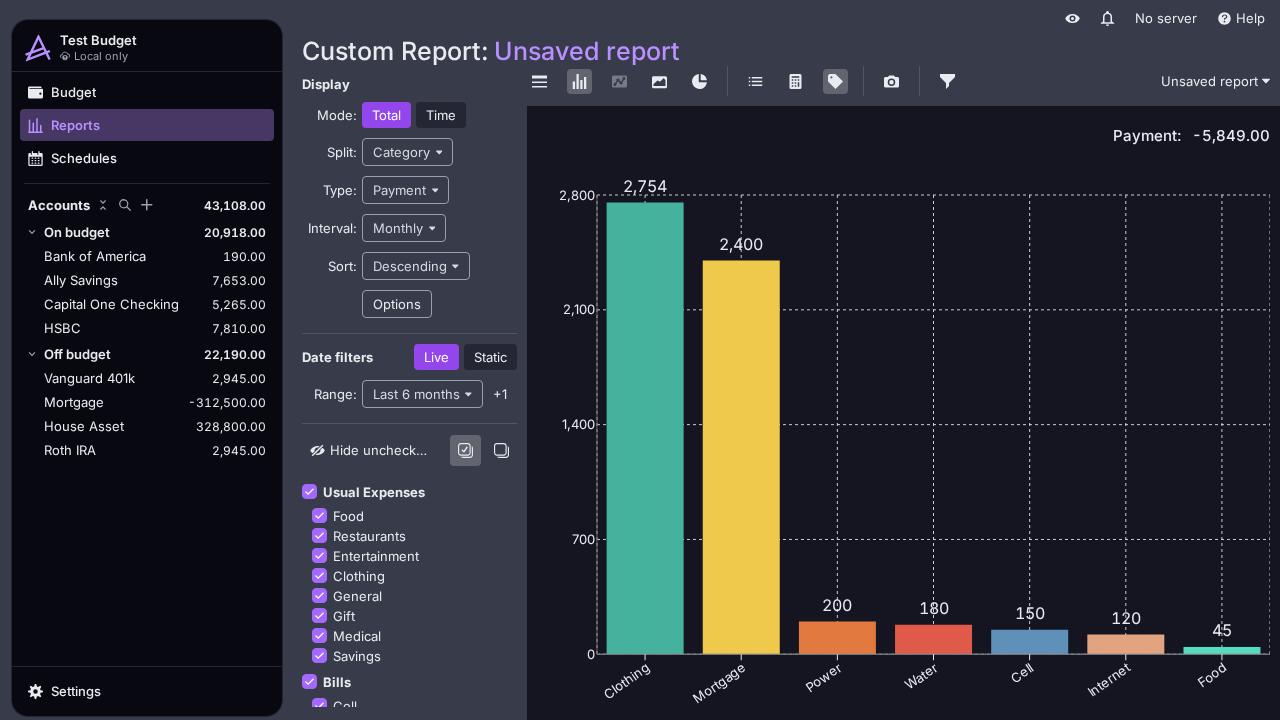 No server
Help
Test Budget
Local only
Budget
Reports
Schedules
Accounts 43,108.00
On budget 20,918.00
Bank of America 190.00
Ally Savings 7,653.00
Capital One Checking 5,265.00
HSBC 7,810.00
Off budget 22,190.00
Vanguard 401k 2,945.00
Mortgage -312,500.00
House Asset 328,800.00
Roth IRA 2,945.00
Settings
Custom Report: Unsaved report
Display
Mode: Total Time
Split: Category
Type: Payment
Interval: Monthly
Sort: Descending
Options
Date filters Live Static
Range: Last 6 months +1
Hide uncheck...
Usual Expenses
Food
Restaurants
Entertainment
Clothing
General
Gift
Medical
Savings
Bills
Cell
Unsaved report
Payment: -5,849.00
2,800
2,100
1,400
700
0
2,754
2,400
200
180
150
120
45
Clothing
Mortgage
Power
Water
Cell
Internet
Food